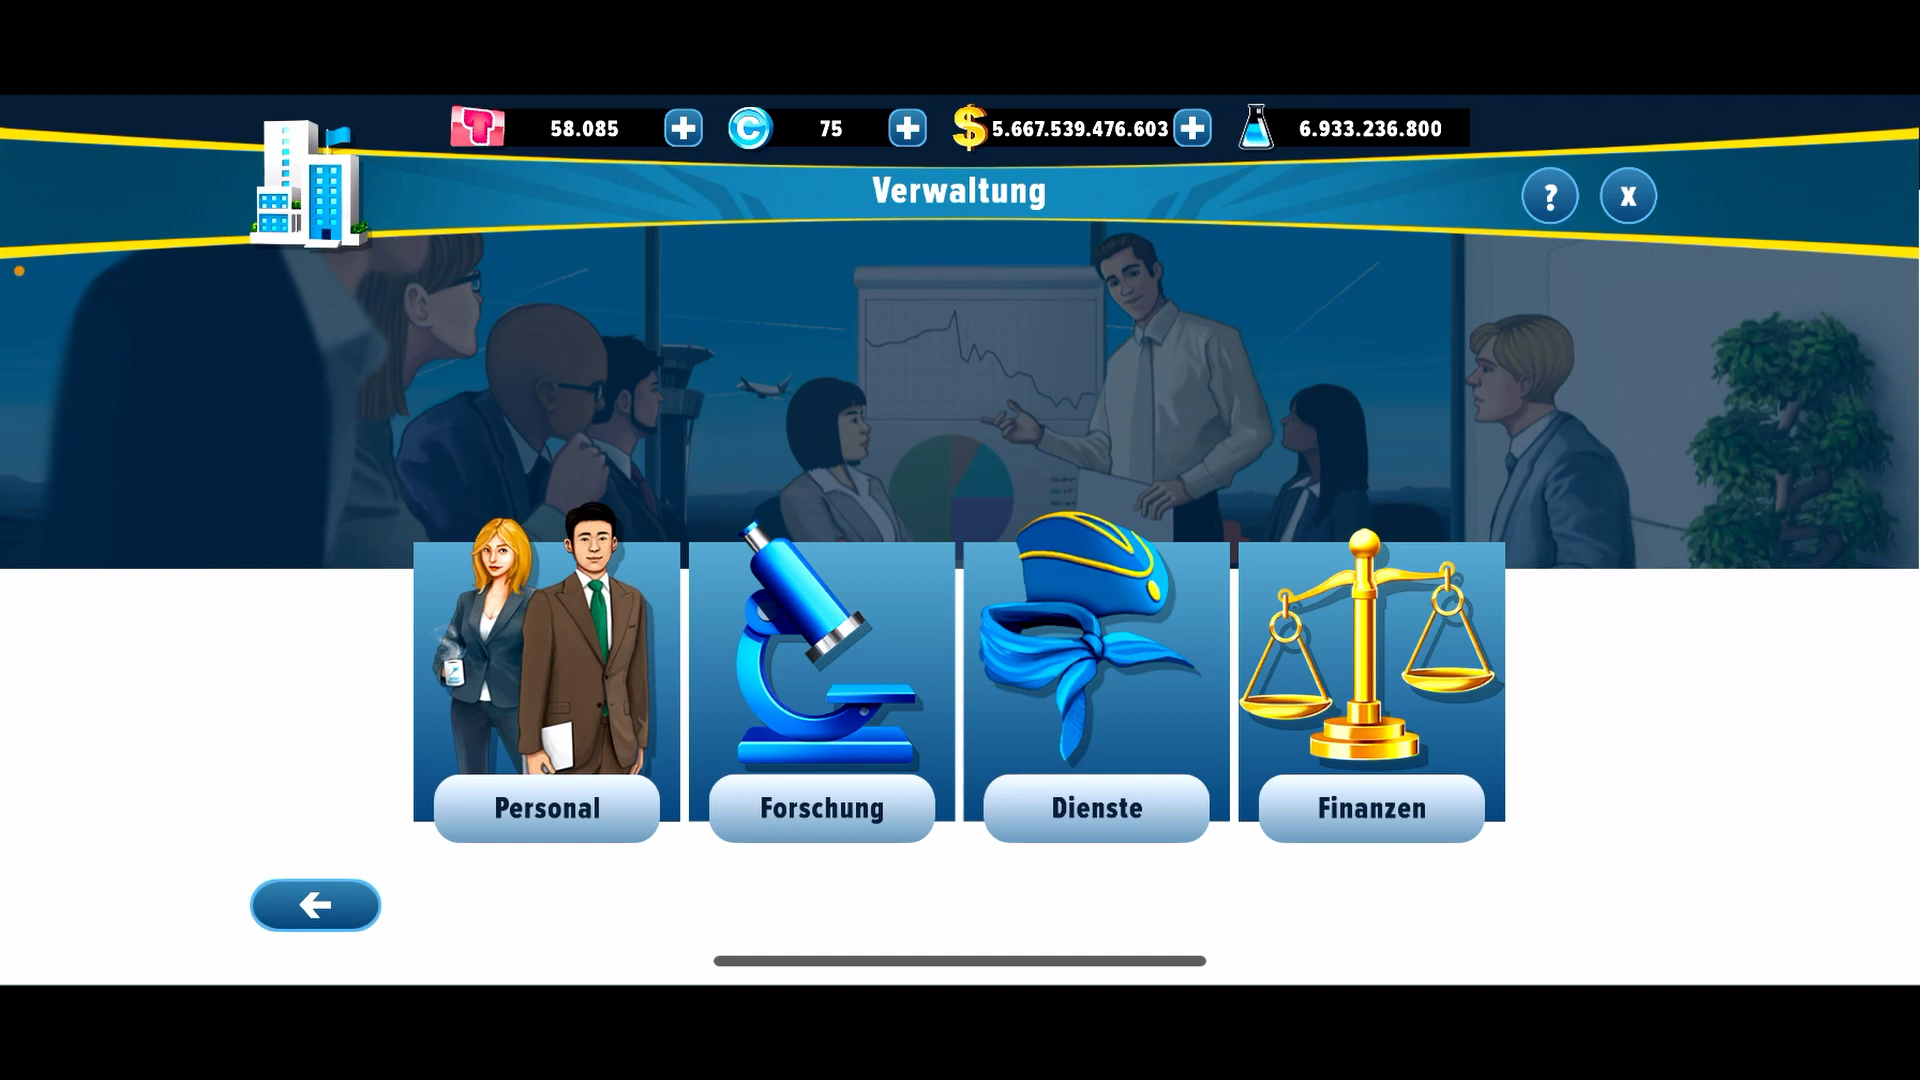 58.085
75
5.667.539.476.603
6.933.236.800
Verwaltung
?
X
Personal
Forschung
Dienste
Finanzen